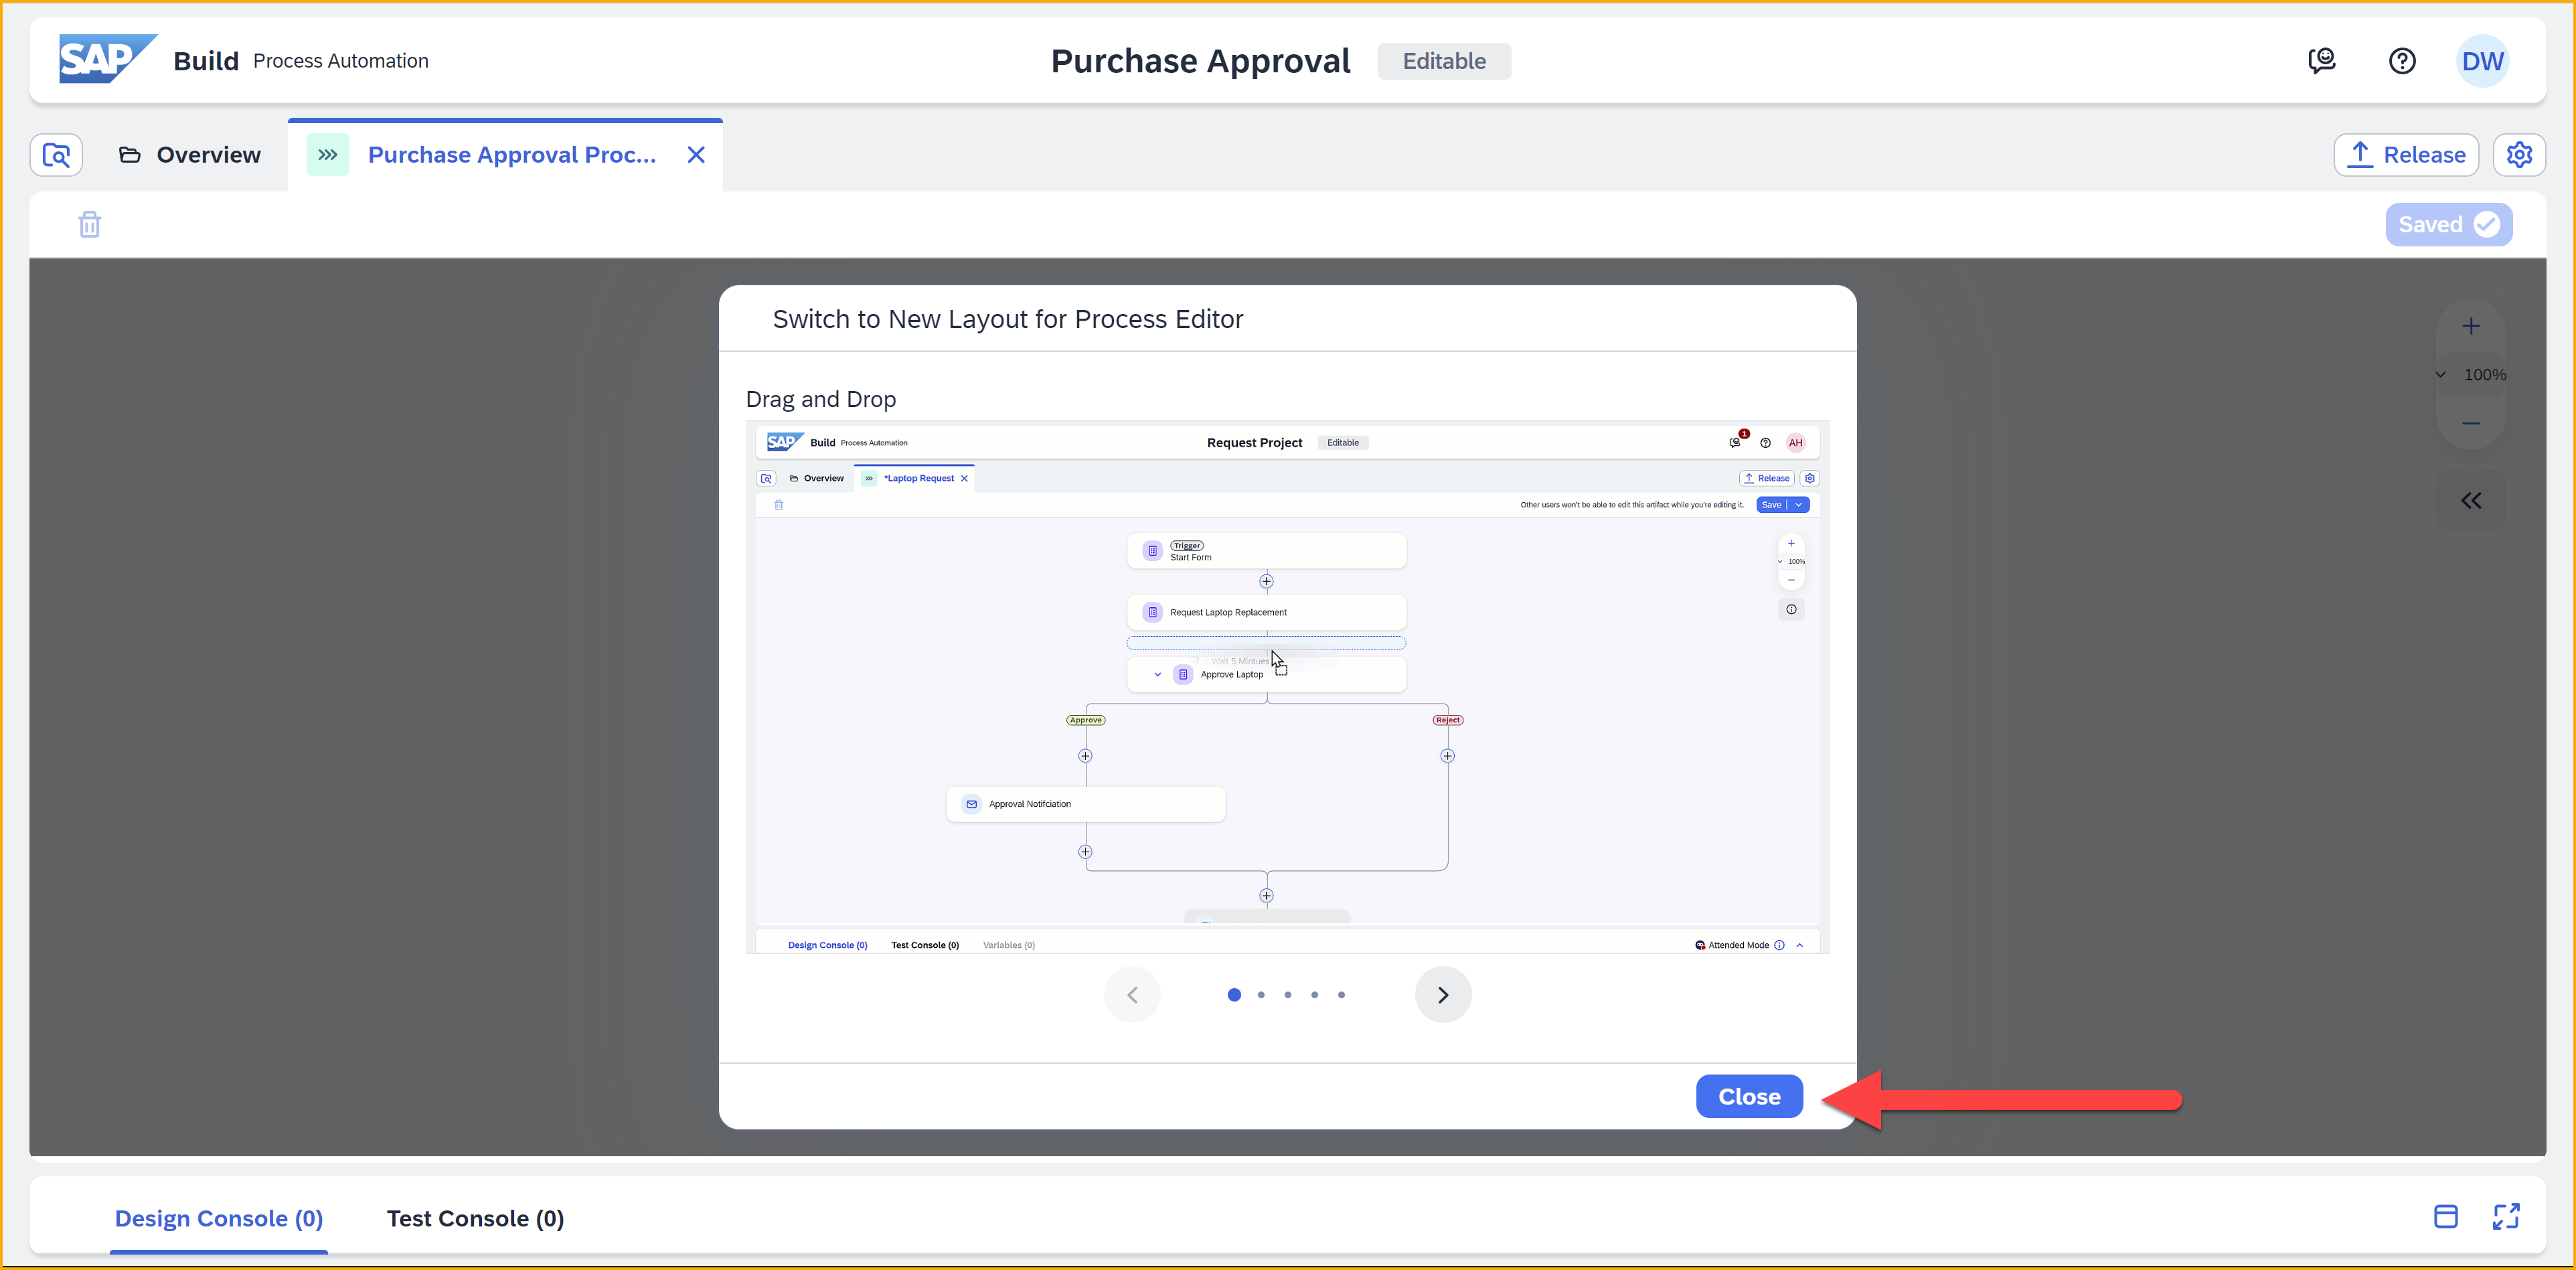 SAP Build Process Automation Purchase Approval Editable DW
Overview Purchase Approval Proc... Release
Saved
Switch to New Layout for Process Editor
100%
Drag and Drop
SAP Build Process Automation Request Project Editable 1 AH
Overview *Laptop Request Release
Other users won't be able to edit this artifact while you're editing it. Save
Trigger
Start Form
100%
Request Laptop Replacement
Wait 5 Mintues
Approve Laptop
Approve Reject
Approval Notifciation
Design Console (0) Test Console (0) Variables (0) Attended Mode
Close
Design Console (0) Test Console (0)